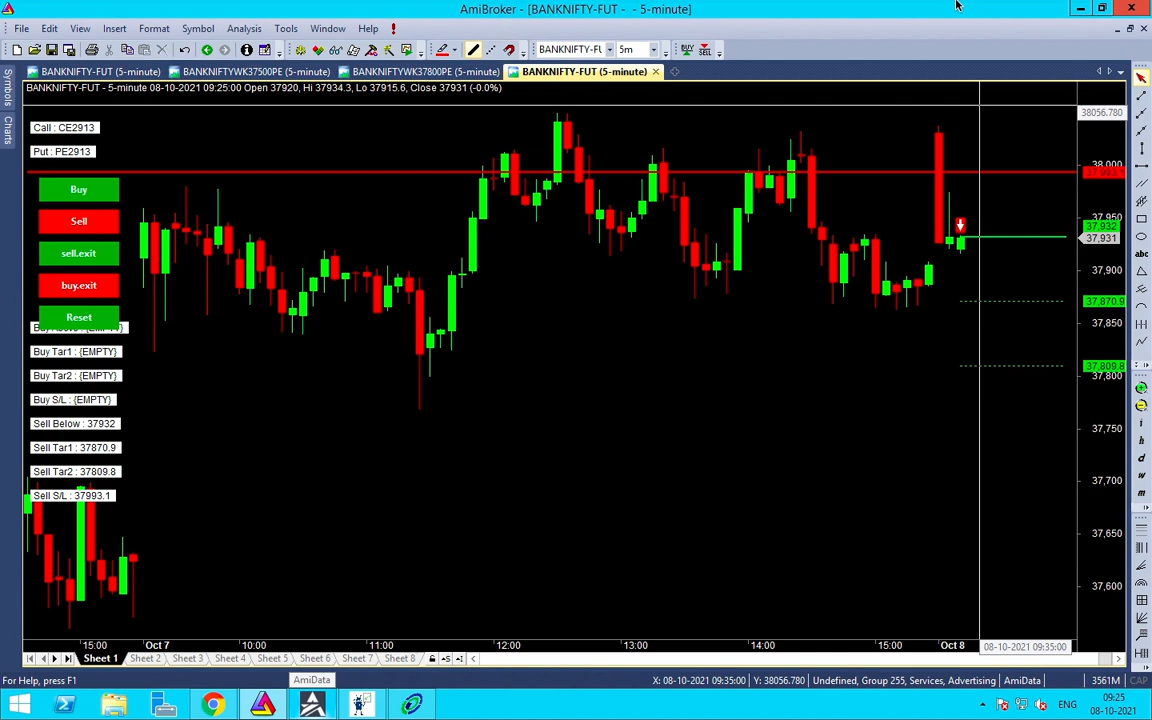 AmiBroker - [BANKNIFTY-FUT - - 5-minute]
File Edit View Insert Format Symbol Analysis Tools Window Help
BANKNIFTY-FU 5m BUY SELL
BANKNIFTY-FUT (5-minute) BANKNIFTYWK37500PE (5-minute) BANKNIFTYWK37800PE (5-minute) BANKNIFTY-FUT (5-minute)
Symbols
Charts
BANKNIFTY-FUT - 5-minute 08-10-2021 09:25:00 Open 37920, Hi 37934.3, Lo 37915.6, Close 37931 (-0.0%)
38056.780
Call : CE2913
Put : PE2913
38,000
37,993.1
Buy
37,950
Sell
37,932
37,931
sell.exit
37,900
buy.exit
37,870.9
Reset
37,850
Buy Tar1 : {EMPTY}
37,809.8
Buy Tar2 : {EMPTY}
37,800
Buy S/L : {EMPTY}
Sell Below : 37932
37,750
Sell Tar1 : 37870.9
Sell Tar2 : 37809.8
37,700
Sell S/L : 37993.1
37,650
37,600
abc
i
h
d
w
m
15:00 Oct 7 10:00 11:00 12:00 13:00 14:00 15:00 Oct 8 08-10-2021 09:35:00
Sheet 1 Sheet 2 Sheet 3 Sheet 4 Sheet 5 Sheet 6 Sheet 7 Sheet 8
For Help, press F1 AmiData X: 08-10-2021 09:35:00 Y: 38056.780 Undefined, Group 255, Services, Advertising AmiData 3561M CAP
ENG 09:25
08-10-2021